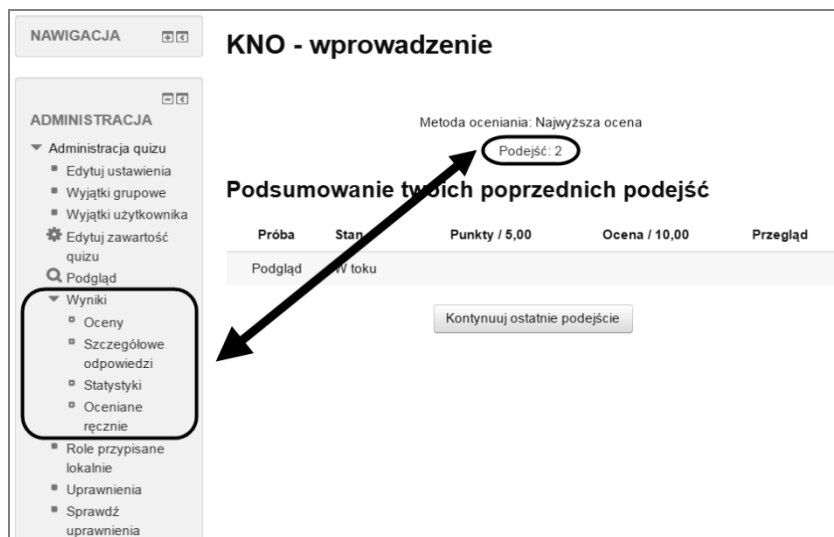 NAWIGACJA
ADMINISTRACJA
Administracja quizu
Edytuj ustawienia
Wyjątki grupowe
Wyjątki użytkownika
Edytuj zawartość
quizu
Podgląd
Wyniki
Oceny
Szczegółowe
odpowiedzi
Statystyki
Oceniane
ręcznie
Role przypisane
lokalnie
Uprawnienia
Sprawdź
uprawnienia
KNO - wprowadzenie
Metoda oceniania: Najwyższa ocena
Podejść: 2
Podsumowanie twoich poprzednich podejść
Próba Stan Punkty / 5,00 Ocena / 10,00 Przegląd
Podgląd W toku
Kontynuuj ostatnie podejście